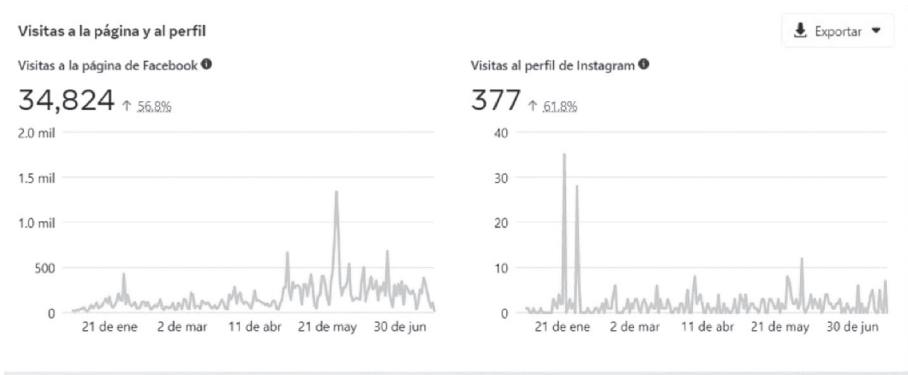 Visitas a la página y al perfil
Exportar
Visitas a la página de Facebook
34,824 ↑ 56.8%
2.0 mil
1.5 mil
1.0 mil
500
0
21 de ene 2 de mar 11 de abr 21 de may 30 de jun
Visitas al perfil de Instagram
377 ↑ 61.8%
40
30
20
10
0
21 de ene 2 de mar 11 de abr 21 de may 30 de jun